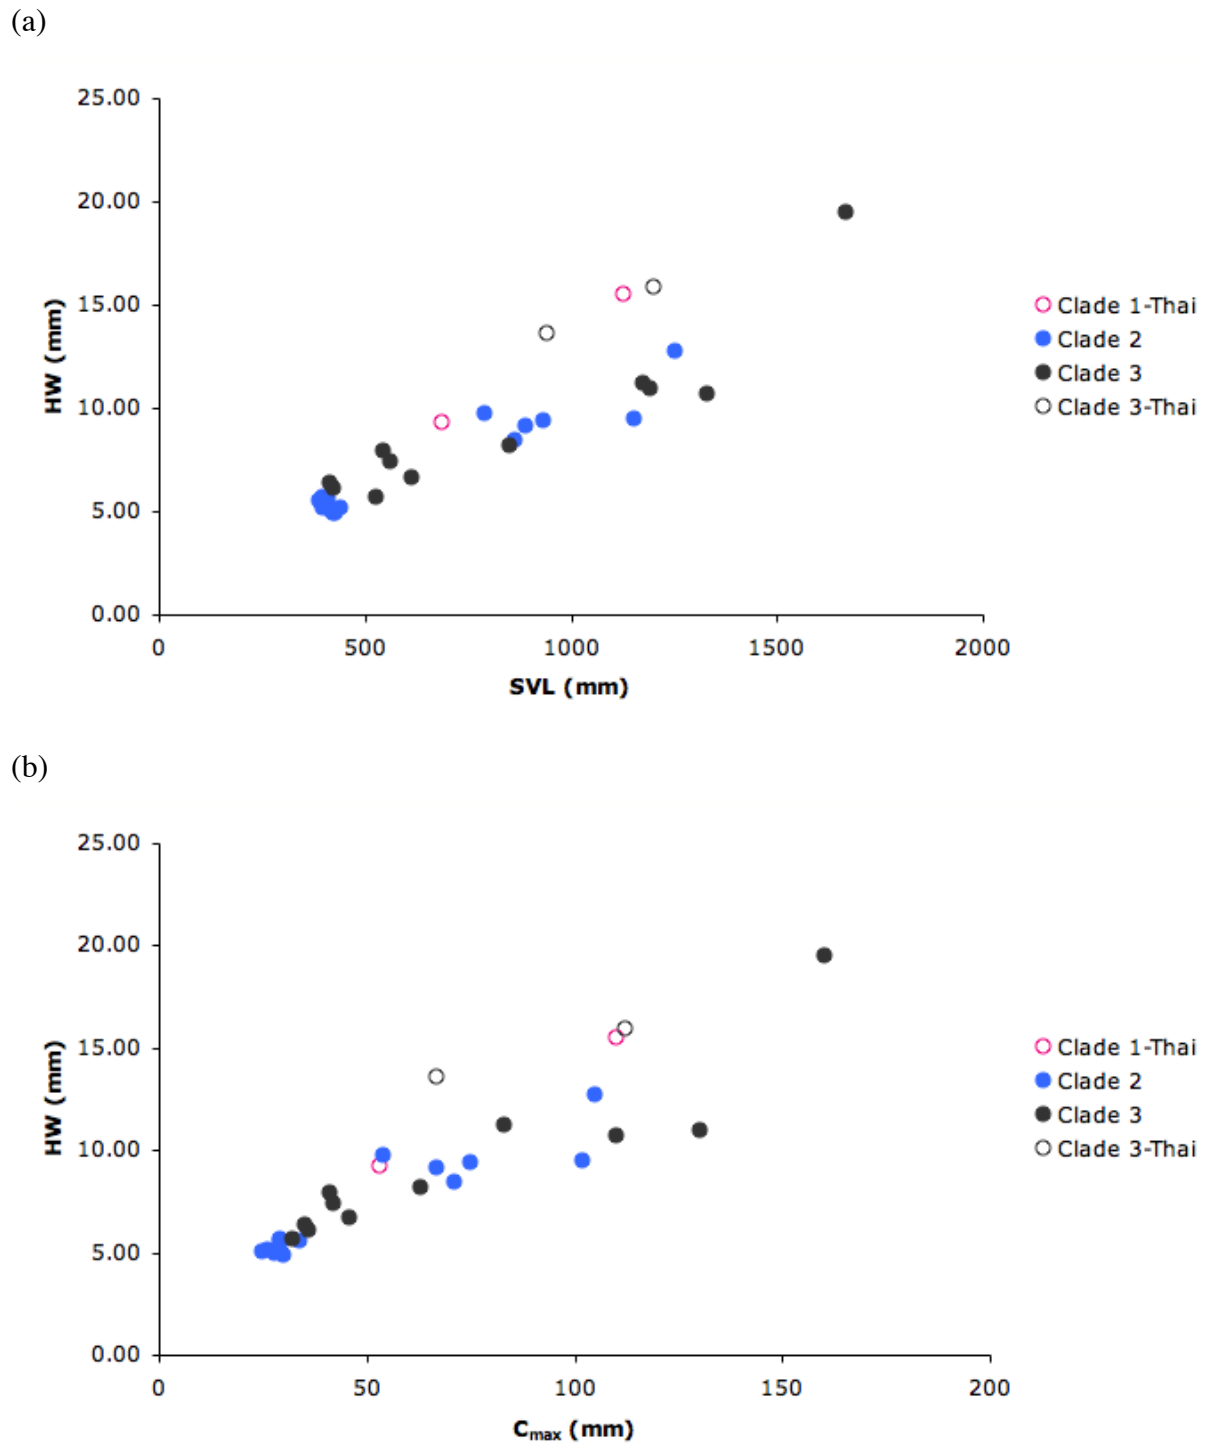 (a)
25.00
20.00
15.00
10.00
5.00
0.00
HW (mm)
0 500 1000 1500 2000
SVL (mm)
Clade 1-Thai
Clade 2
Clade 3
Clade 3-Thai
(b)
25.00
20.00
15.00
10.00
5.00
0.00
HW (mm)
0 50 100 150 200
Cmax (mm)
Clade 1-Thai
Clade 2
Clade 3
Clade 3-Thai